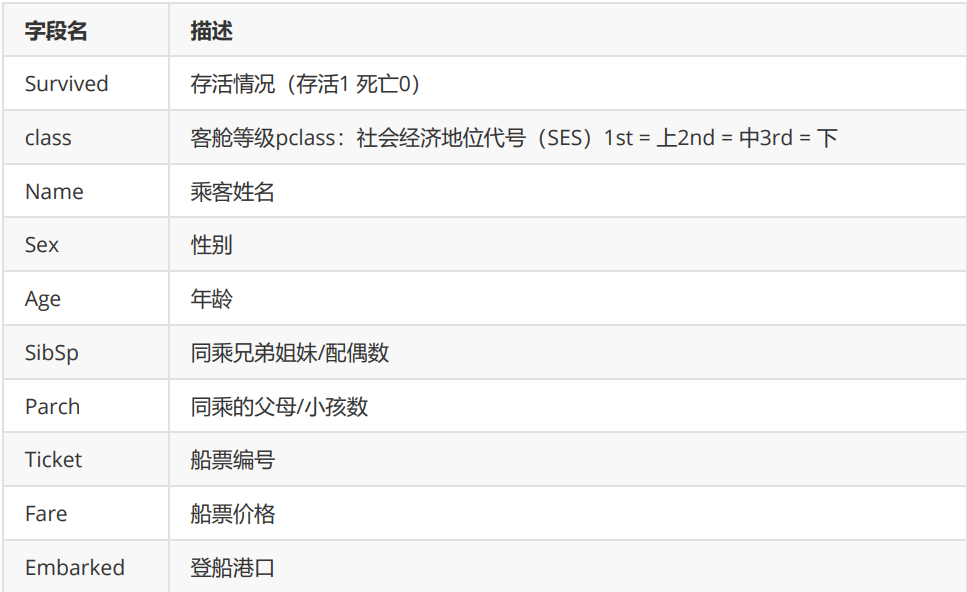 字段名 描述
Survived 存活情况（存活1 死亡0）
class 客舱等级pclass：社会经济地位代号（SES）1st = 上2nd = 中3rd = 下
Name 乘客姓名
Sex 性别
Age 年龄
SibSp 同乘兄弟姐妹/配偶数
Parch 同乘的父母/小孩数
Ticket 船票编号
Fare 船票价格
Embarked 登船港口